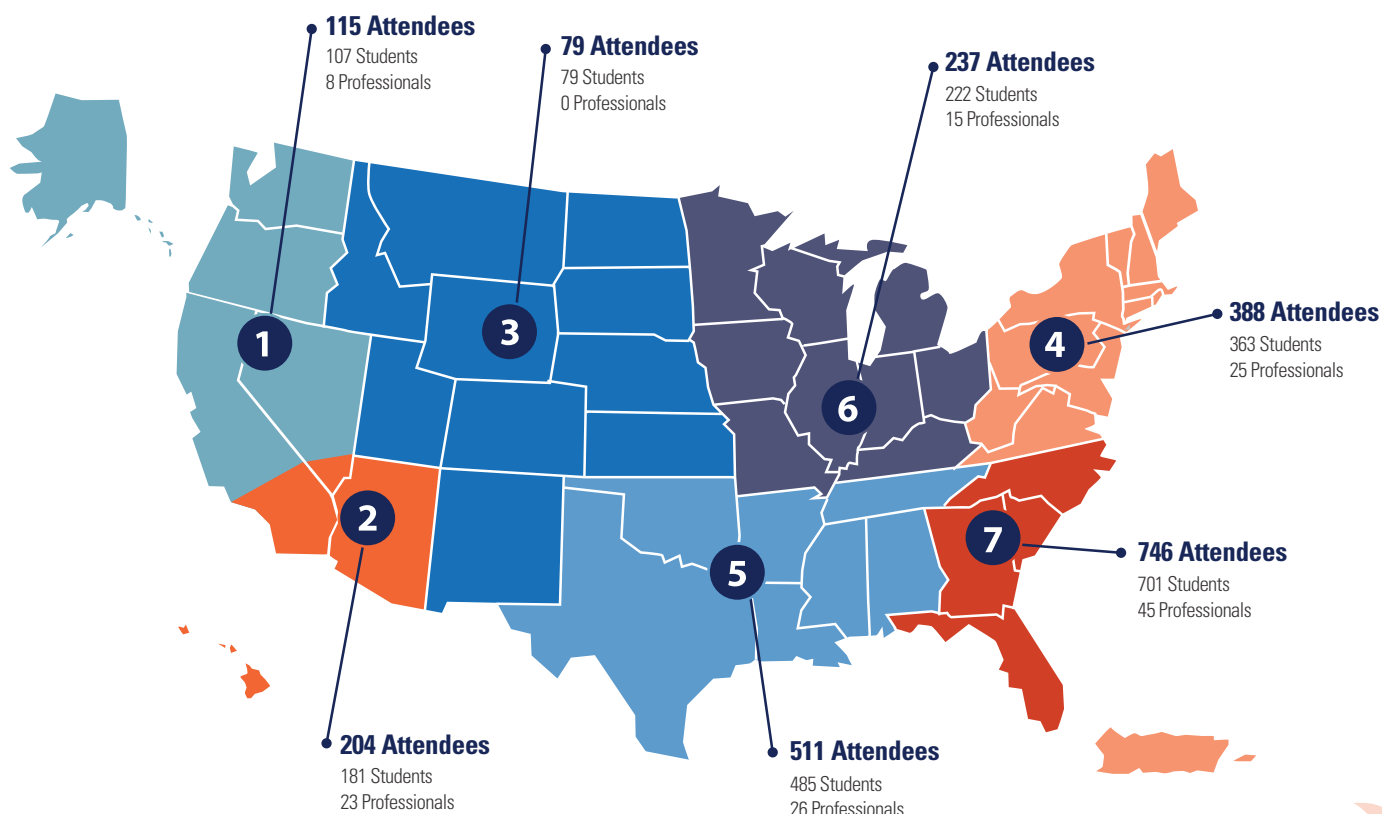 115 Attendees
107 Students
8 Professionals
79 Attendees
79 Students
0 Professionals
237 Attendees
222 Students
15 Professionals
388 Attendees
363 Students
25 Professionals
1
3
4
6
2
7
5
746 Attendees
701 Students
45 Professionals
204 Attendees
181 Students
23 Professionals
511 Attendees
485 Students
26 Professionals